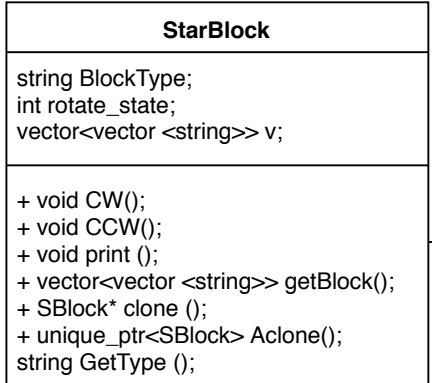 StarBlock
string BlockType;
int rotate_state;
vector<vector <string>> v;
+ void CW();
+ void CCW();
+ void print ();
+ vector<vector <string>> getBlock();
+ SBlock* clone ();
+ unique_ptr<SBlock> Aclone();
string GetType ();